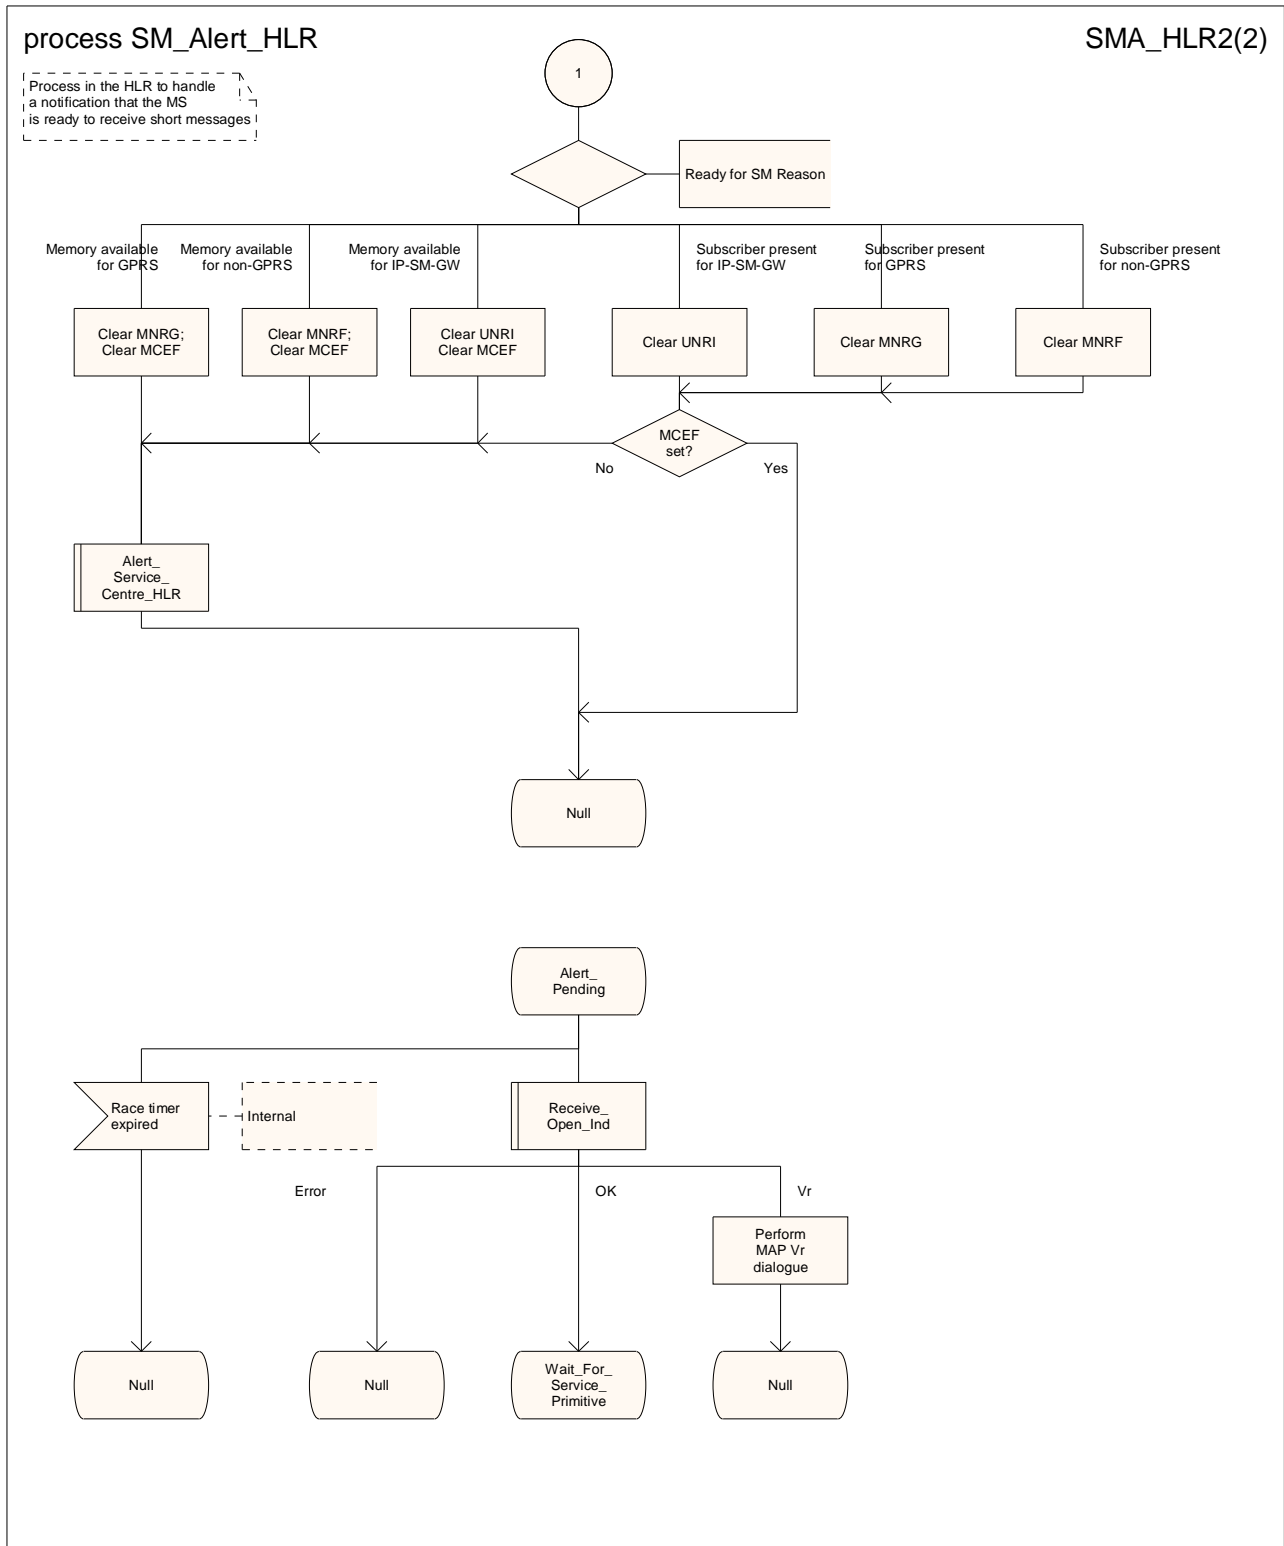 process SM_Alert_HLR
SMA_HLR2(2)
Process in the HLR to handle
a notification that the MS
is ready to receive short messages
1
Ready for SM Reason
Memory available
for GPRS
Memory available
for non-GPRS
Memory available
for IP-SM-GW
Subscriber present
for IP-SM-GW
Subscriber present
for GPRS
Subscriber present
for non-GPRS
Clear MNRG;
Clear MCEF
Clear MNRF;
Clear MCEF
Clear UNRI
Clear MCEF
Clear UNRI
Clear MNRG
Clear MNRF
MCEF
set?
No
Yes
Alert_
Service_
Centre_HLR
Null
Alert_
Pending
Race timer
expired
Internal
Receive_
Open_Ind
Error
OK
Vr
Perform
MAP Vr
dialogue
Null
Null
Wait_For_
Service_
Primitive
Null